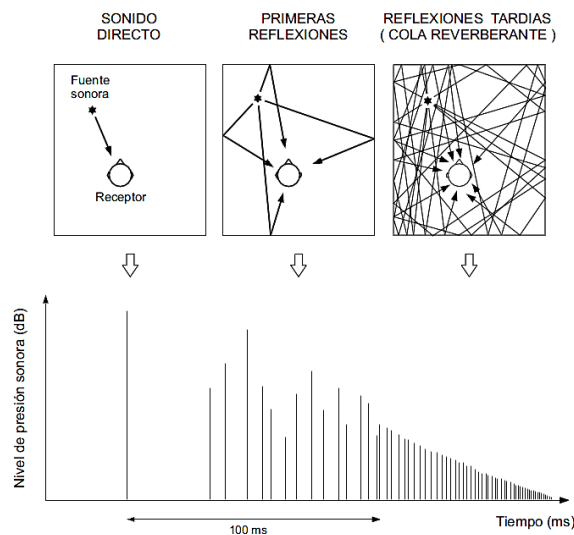 SONIDO
DIRECTO
PRIMERAS
REFLEXIONES
REFLEXIONES TARDIAS
( COLA REVERBERANTE )
Fuente
sonora
Receptor
Nivel de presión sonora (dB)
Tiempo (ms)
100 ms